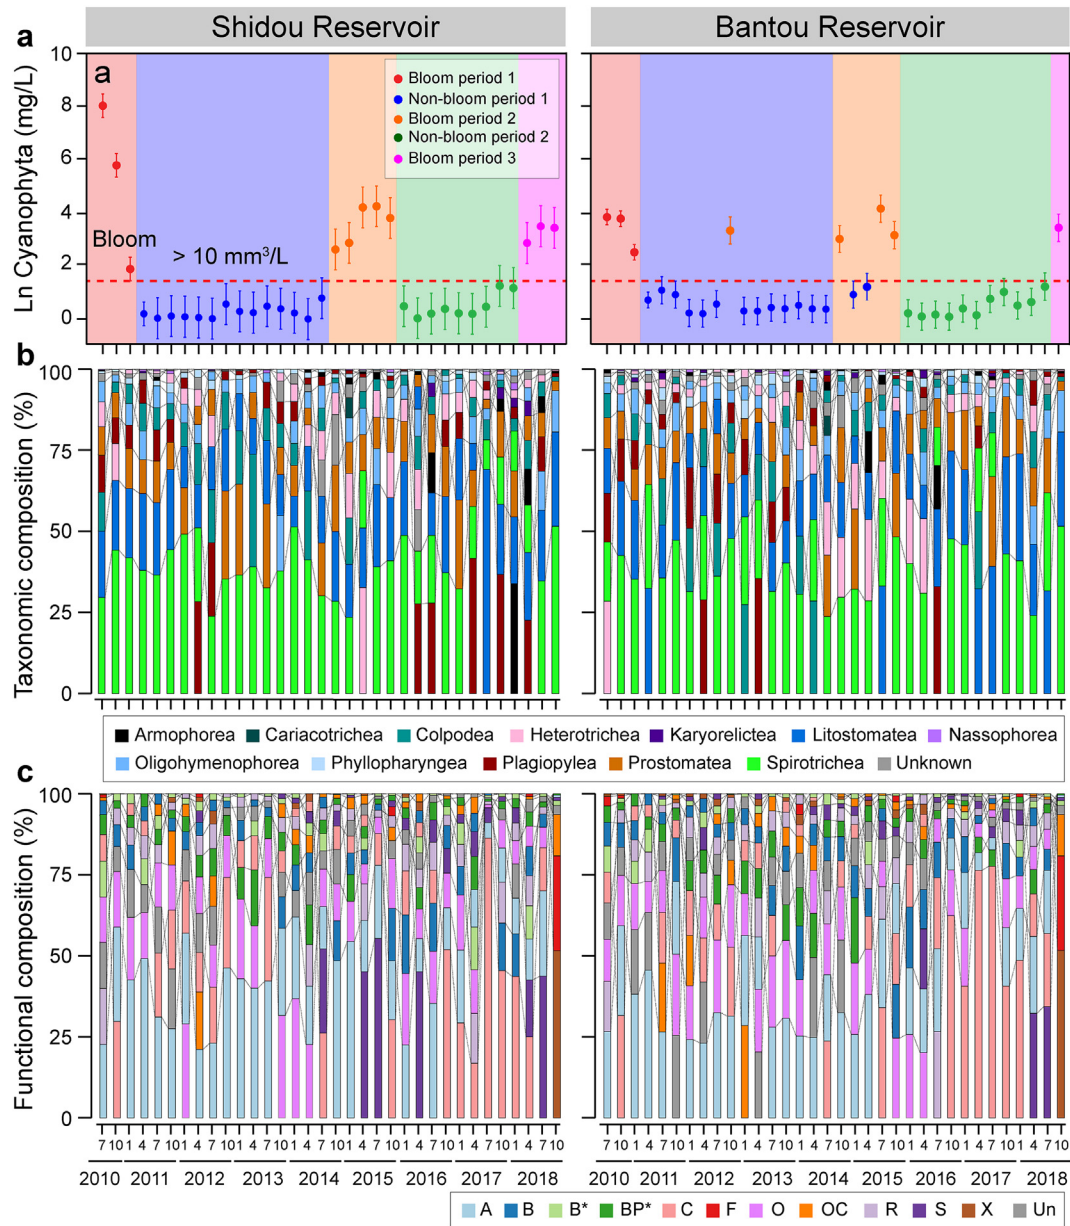 Shidou Reservoir
Bantou Reservoir
a
Ln Cyanophyta (mg/L)
10
8
6
4
2
0
a
Bloom period 1
Non-bloom period 1
Bloom period 2
Non-bloom period 2
Bloom period 3
Bloom
> 10 mm³/L
b
Taxonomic composition (%)
100
75
50
25
0
Armophorea Cariacotrichea Colpodea Heterotrichea Karyorelictea Litostomatea Nassophorea
Oligohymenophorea Phyllopharyngea Plagiopylea Prostomatea Spirotrichea Unknown
c
Functional composition (%)
100
75
50
25
0
7 10 1 4 7 10 1 4 7 10 1 4 7 10 1 4 7 10 1 4 7 10 1 4 7 10 1 4 7 10 1 4 7 10
2010 2011 2012 2013 2014 2015 2016 2017 2018
7 10 1 4 7 10 1 4 7 10 1 4 7 10 1 4 7 10 1 4 7 10 1 4 7 10 1 4 7 10 1 4 7 10
2010 2011 2012 2013 2014 2015 2016 2017 2018
A B B* BP* C F O OC R S X Un